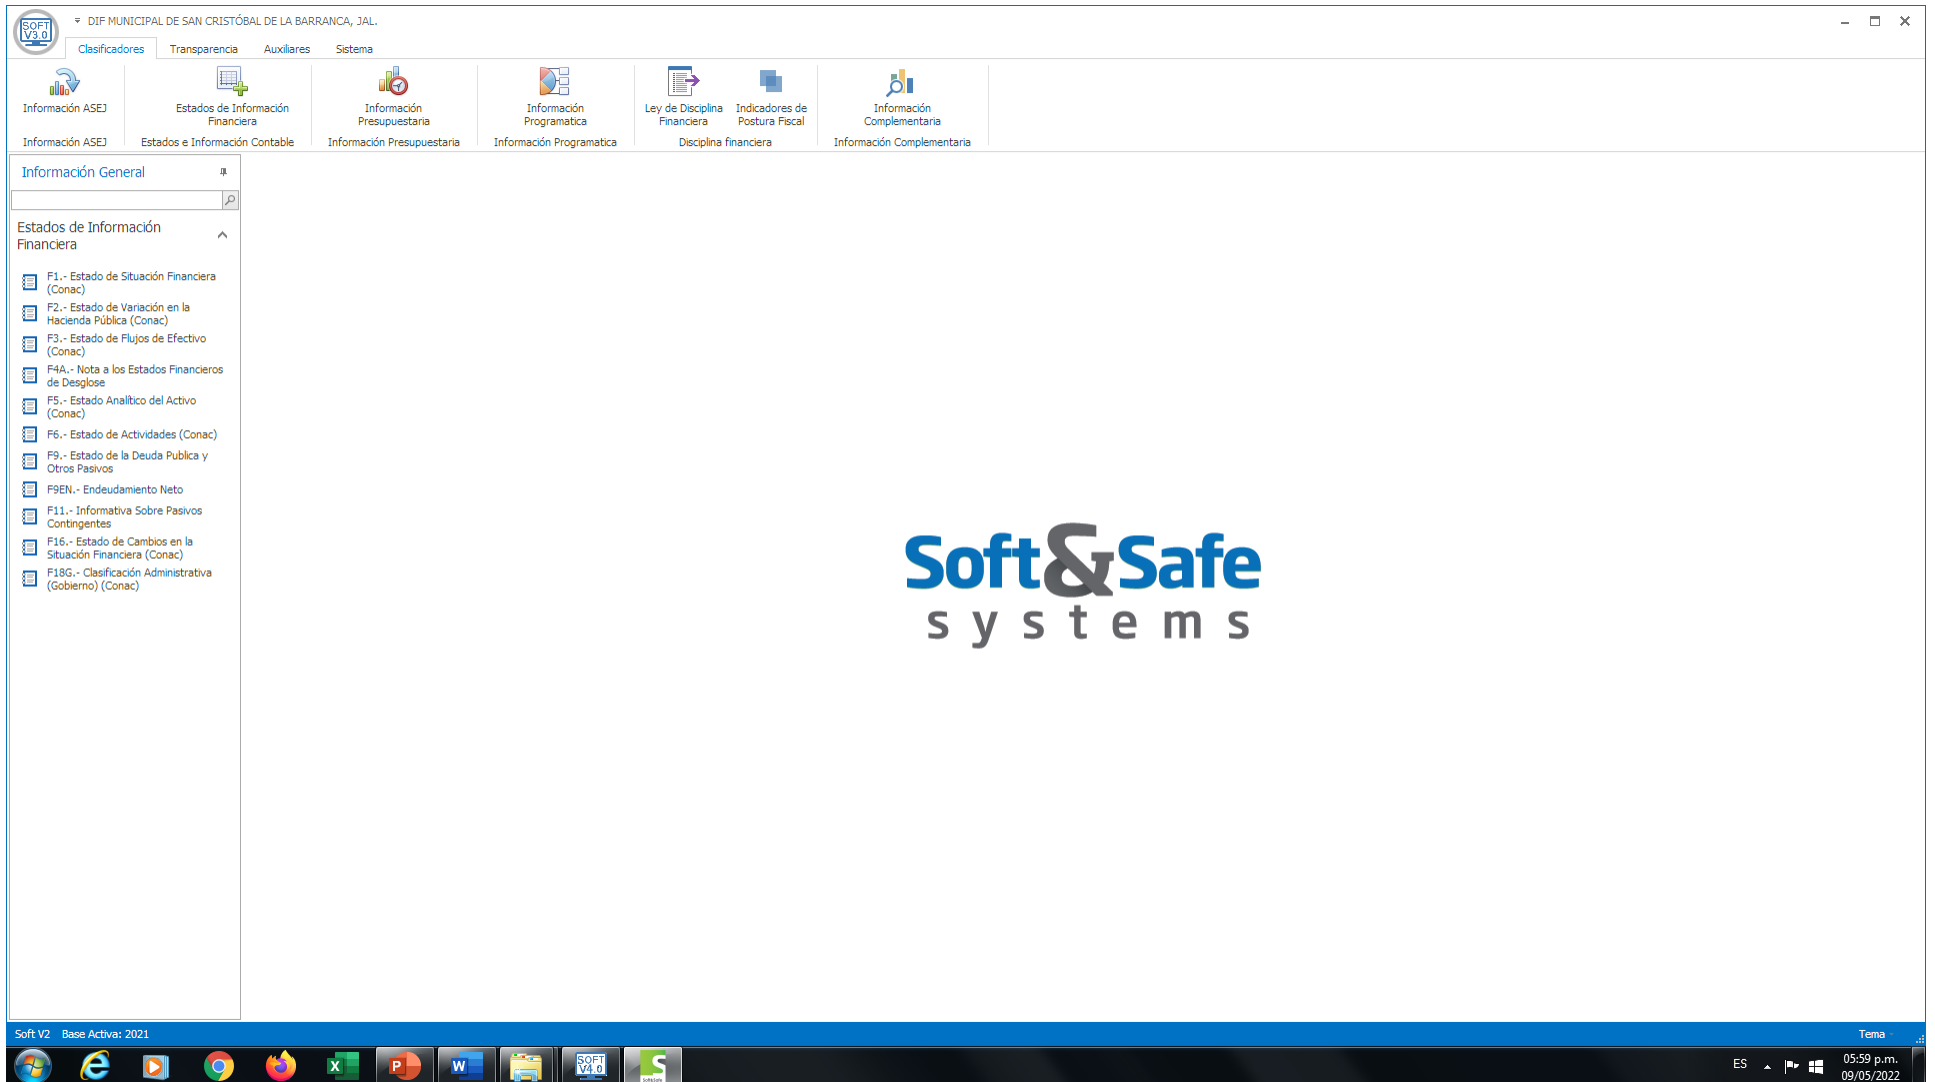 SOFT
V3.0
DIF MUNICIPAL DE SAN CRISTÓBAL DE LA BARRANCA, JAL.
Clasificadores Transparencia Auxiliares Sistema
Información ASEJ
Estados de Información
Financiera
Información
Presupuestaria
Información
Programatica
Ley de Disciplina
Financiera
Indicadores de
Postura Fiscal
Información
Complementaria
Información ASEJ Estados e Información Contable Información Presupuestaria Información Programatica Disciplina financiera Información Complementaria
Información General
Estados de Información
Financiera
F1.- Estado de Situación Financiera
(Conac)
F2.- Estado de Variación en la
Hacienda Pública (Conac)
F3.- Estado de Flujos de Efectivo
(Conac)
F4A.- Nota a los Estados Financieros
de Desglose
F5.- Estado Analítico del Activo
(Conac)
F6.- Estado de Actividades (Conac)
F9.- Estado de la Deuda Publica y
Otros Pasivos
F9EN.- Endeudamiento Neto
F11.- Informativa Sobre Pasivos
Contingentes
F16.- Estado de Cambios en la
Situación Financiera (Conac)
F18G.- Clasificación Administrativa
(Gobierno) (Conac)
Soft&Safe
systems
Soft V2 Base Activa: 2021 Tema
SOFT
V4.0
ES
05:59 p.m.
09/05/2022